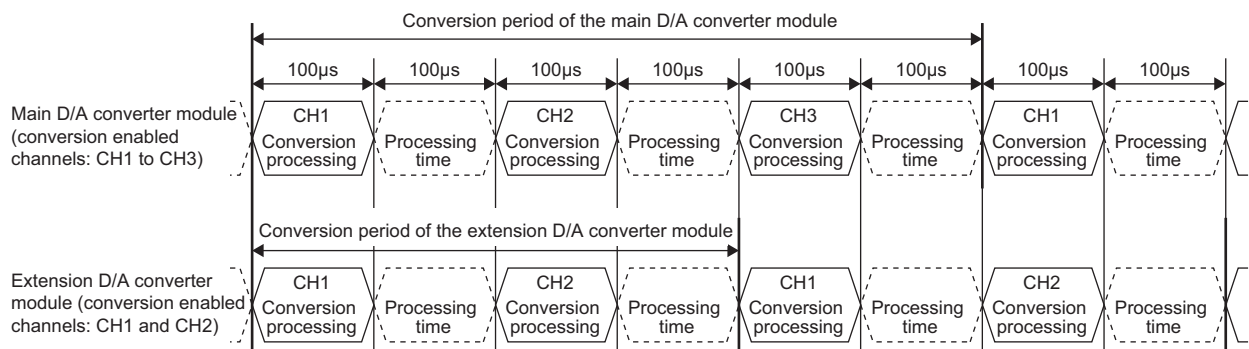 Conversion period of the main D/A converter module
100µs 100µs 100µs 100µs 100µs 100µs 100µs 100µs
Main D/A converter module
(conversion enabled
channels: CH1 to CH3)
CH1
Conversion
processing
Processing
time
CH2
Conversion
processing
Processing
time
CH3
Conversion
processing
Processing
time
CH1
Conversion
processing
Processing
time
Conversion period of the extension D/A converter module
Extension D/A converter
module (conversion enabled
channels: CH1 and CH2)
CH1
Conversion
processing
Processing
time
CH2
Conversion
processing
Processing
time
CH1
Conversion
processing
Processing
time
CH2
Conversion
processing
Processing
time